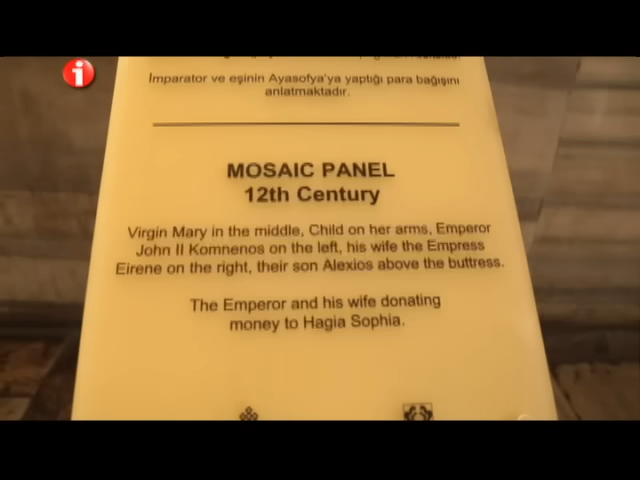 İmparator ve eşinin Ayasofya'ya yaptığı para bağışını
anlatmaktadır.
MOSAIC PANEL
12th Century
Virgin Mary in the middle, Child on her arms, Emperor
John II Komnenos on the left, his wife the Empress
Eirene on the right, their son Alexios above the buttress.
The Emperor and his wife donating
money to Hagia Sophia.